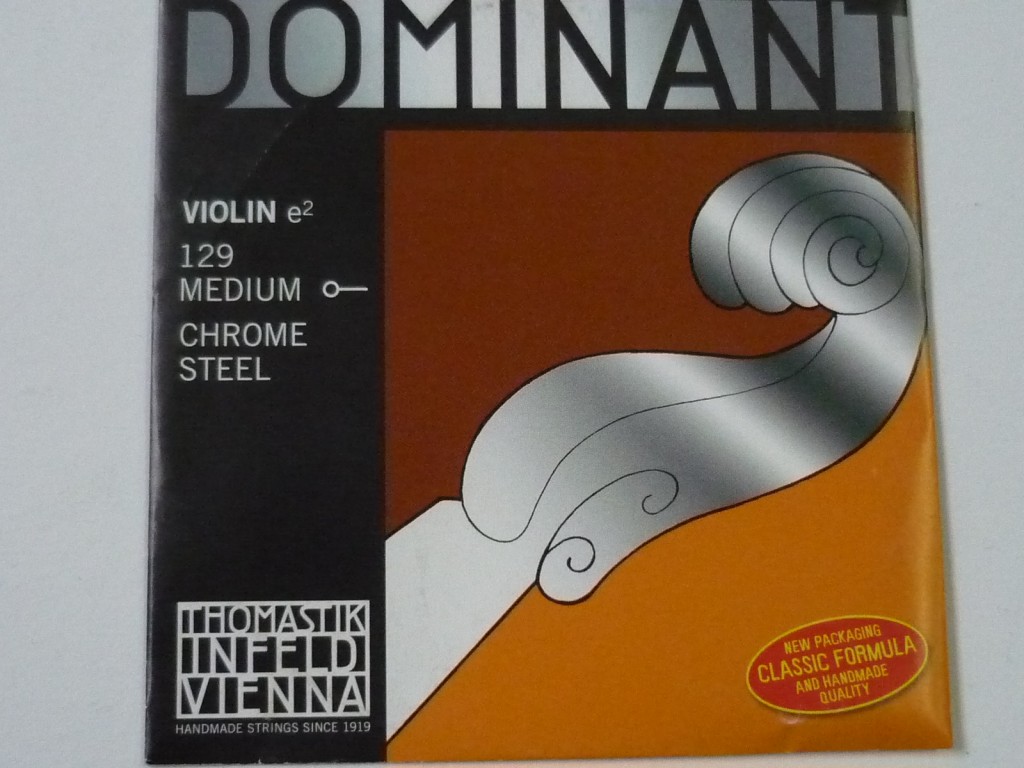 DOMINANT
VIOLIN e²
129
MEDIUM
CHROME
STEEL
THOMASTIK
INFELD
VIENNA
HANDMADE STRINGS SINCE 1919
NEW PACKAGING
CLASSIC FORMULA
AND HANDMADE
QUALITY